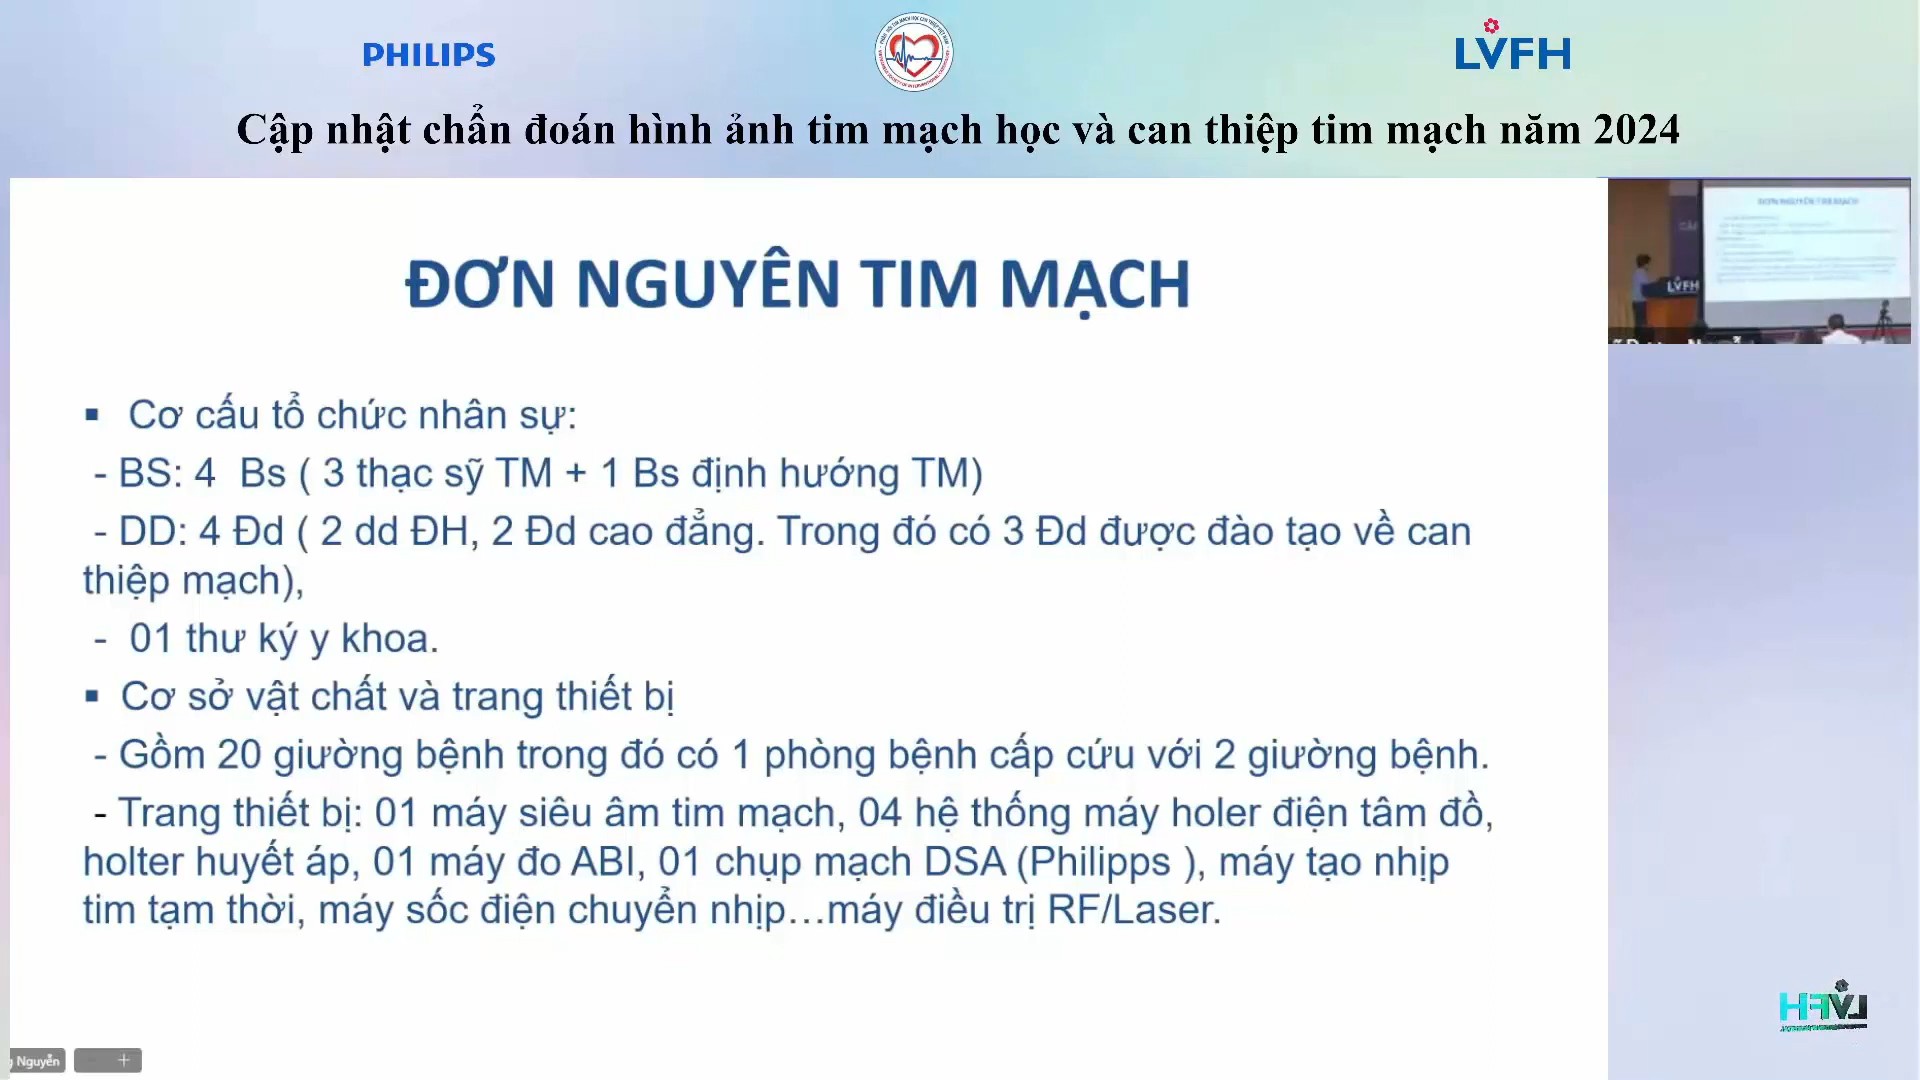 PHILIPS
LVFH
Cập nhật chẩn đoán hình ảnh tim mạch học và can thiệp tim mạch năm 2024
ĐƠN NGUYÊN TIM MẠCH
ĐƠN NGUYÊN TIM MẠCH
LVFH
▪ Cơ cấu tổ chức nhân sự:
- BS: 4 Bs ( 3 thạc sỹ TM + 1 Bs định hướng TM)
- DD: 4 Đd ( 2 dd ĐH, 2 Đd cao đẳng. Trong đó có 3 Đd được đào tạo về can
thiệp mạch),
- 01 thư ký y khoa.
▪ Cơ sở vật chất và trang thiết bị
- Gồm 20 giường bệnh trong đó có 1 phòng bệnh cấp cứu với 2 giường bệnh.
- Trang thiết bị: 01 máy siêu âm tim mạch, 04 hệ thống máy holer điện tâm đồ,
holter huyết áp, 01 máy đo ABI, 01 chụp mạch DSA (Philipps ), máy tạo nhịp
tim tạm thời, máy sốc điện chuyển nhịp…máy điều trị RF/Laser.
LVFH
g Nguyễn